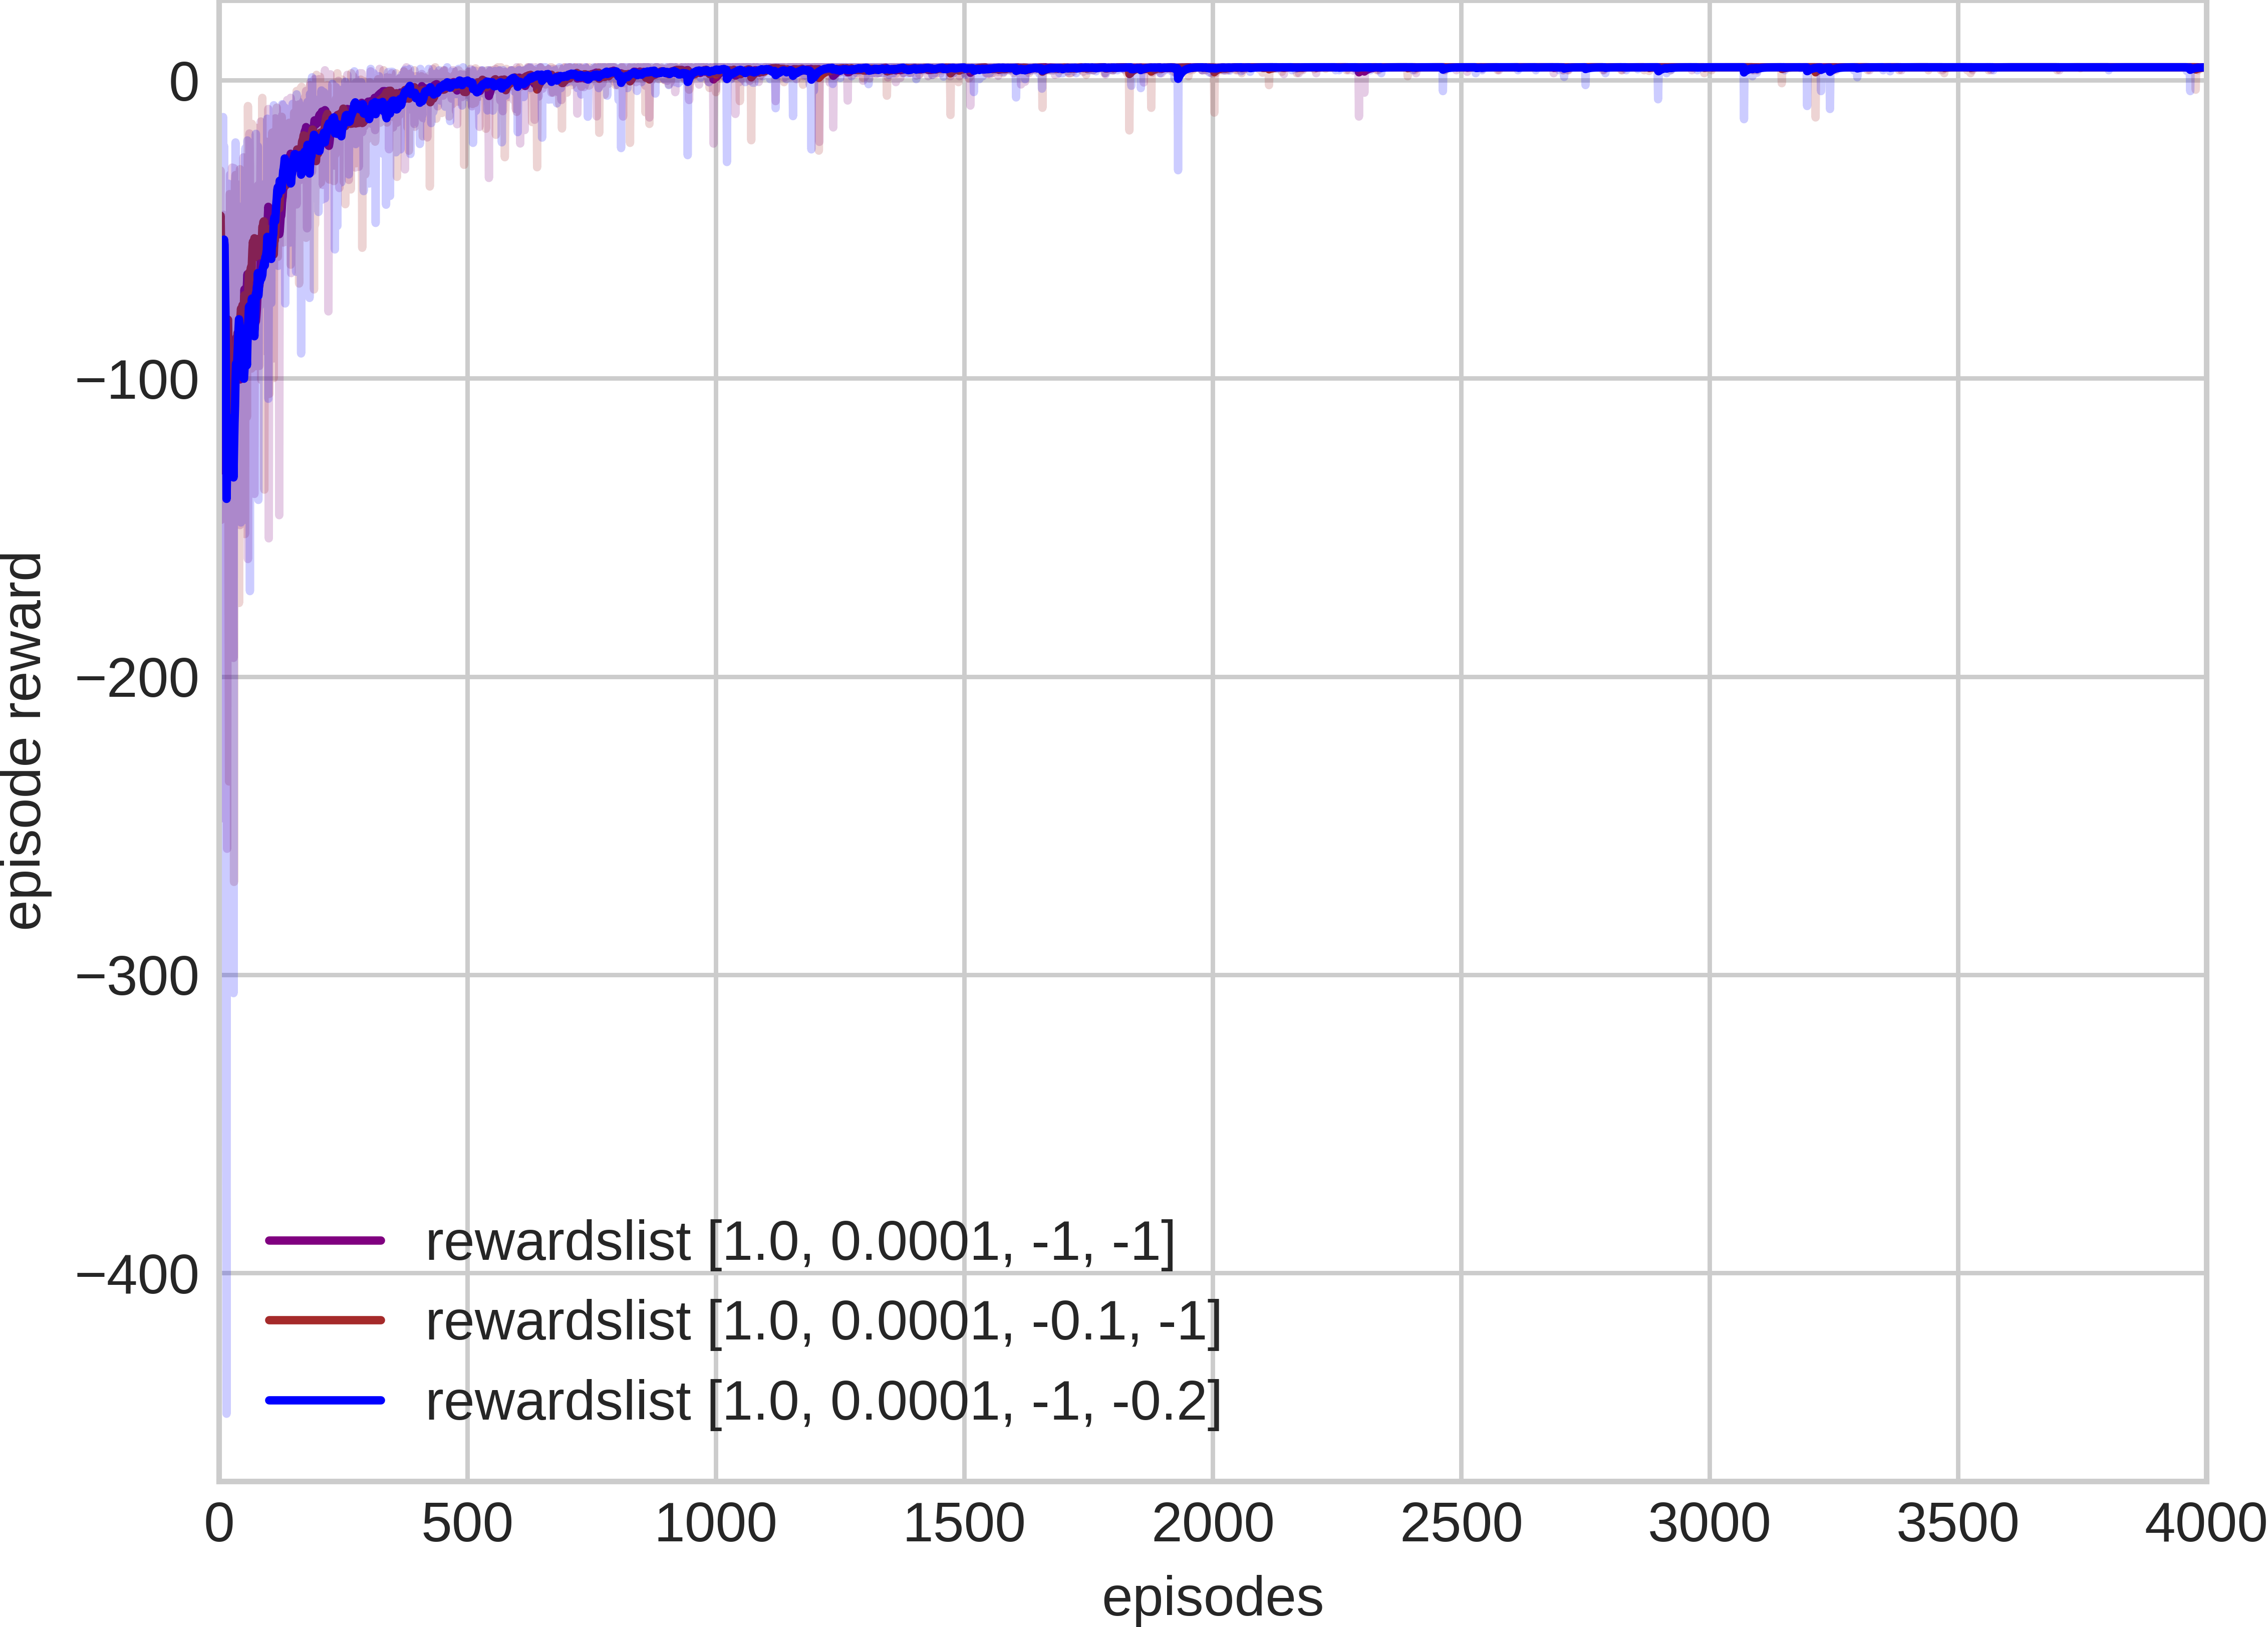 episode reward
0
−100
−200
−300
−400
rewardslist [1.0, 0.0001, -1, -1]
rewardslist [1.0, 0.0001, -0.1, -1]
rewardslist [1.0, 0.0001, -1, -0.2]
0 500 1000 1500 2000 2500 3000 3500 4000
episodes